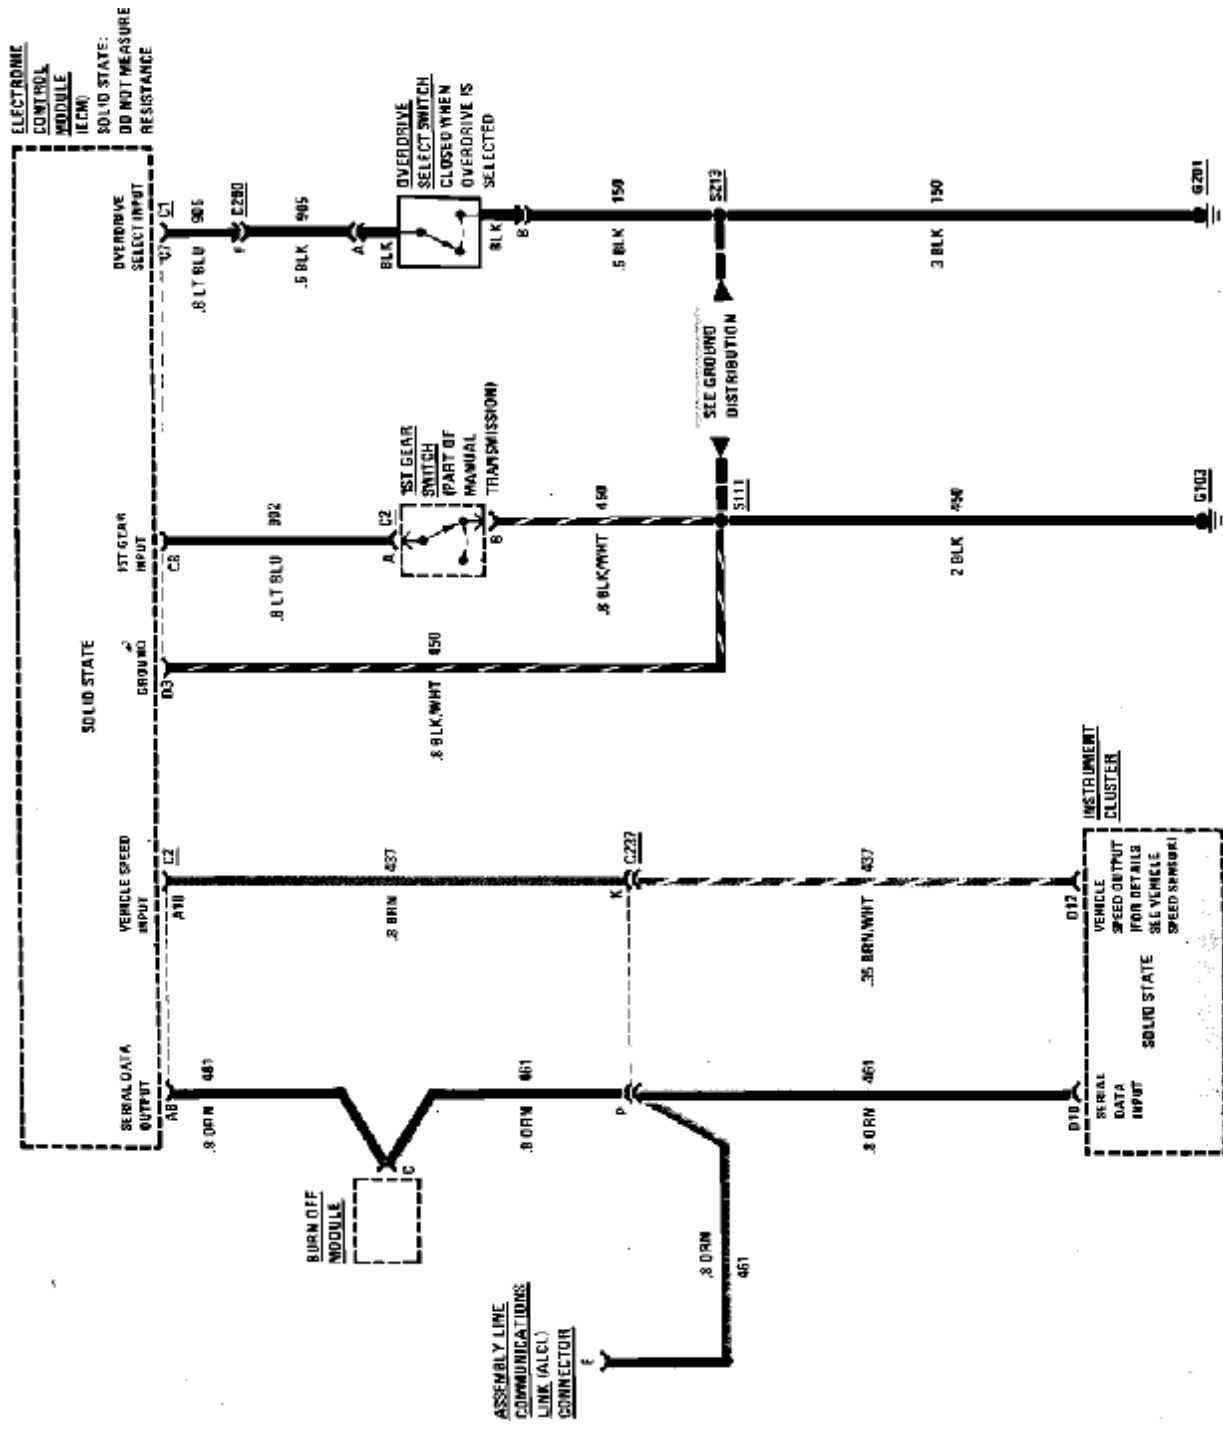 ELECTRONIC
CONTROL
MODULE
(ECM)
SOLID STATE:
DO NOT MEASURE
RESISTANCE
SERIAL DATA
OUTPUT
VEHICLE SPEED
INPUT
SOLID STATE
GROUND
1ST GEAR
INPUT
OVERDRIVE
SELECT INPUT
A8
A10
C2
D3
C8
C7
C1
.8 ORN
461
.8 BRN
437
.8 BLK/WHT
450
.8 LT BLU
902
.8 LT BLU
905
F
C280
.5 BLK
905
A
BLK
OVERDRIVE
SELECT SWITCH
CLOSED WHEN
OVERDRIVE IS
SELECTED
BLK
B
.5 BLK
150
S213
3 BLK
150
G201
A
C2
1ST GEAR
SWITCH
(PART OF
MANUAL
TRANSMISSION)
B
.8 BLK/WHT
450
S111
SEE GROUND
DISTRIBUTION
2 BLK
450
G103
BURN OFF
MODULE
C
.8 ORN
461
P
K
C237
.8 ORN
461
.35 BRN/WHT
437
ASSEMBLY LINE
COMMUNICATIONS
LINK (ALCL)
CONNECTOR
E
.8 ORN
461
D10
D12
INSTRUMENT
CLUSTER
SERIAL
DATA
INPUT
SOLID STATE
VEHICLE
SPEED OUTPUT
(FOR DETAILS
SEE VEHICLE
SPEED SENSOR)